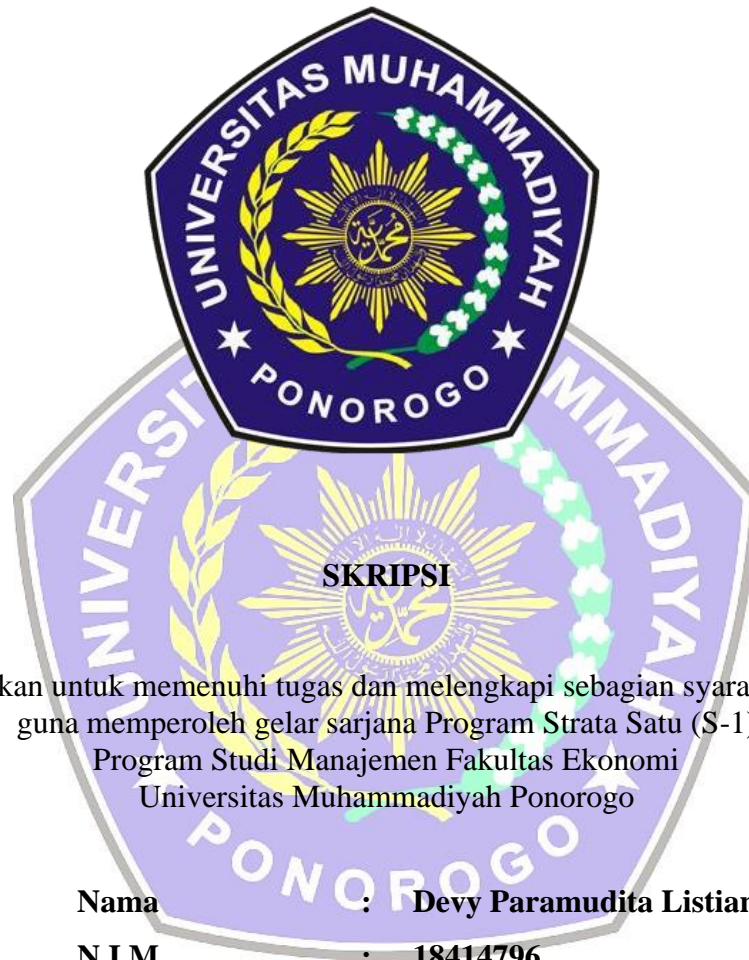 UNIVERSITAS MUHAMMADIYAH
PONOROGO
SKRIPSI
kan untuk memenuhi tugas dan melengkapi sebagian syara
guna memperoleh gelar sarjana Program Strata Satu (S-1)
Program Studi Manajemen Fakultas Ekonomi
Universitas Muhammadiyah Ponorogo
Nama : Devy Paramudita Listian
N I M : 18414796